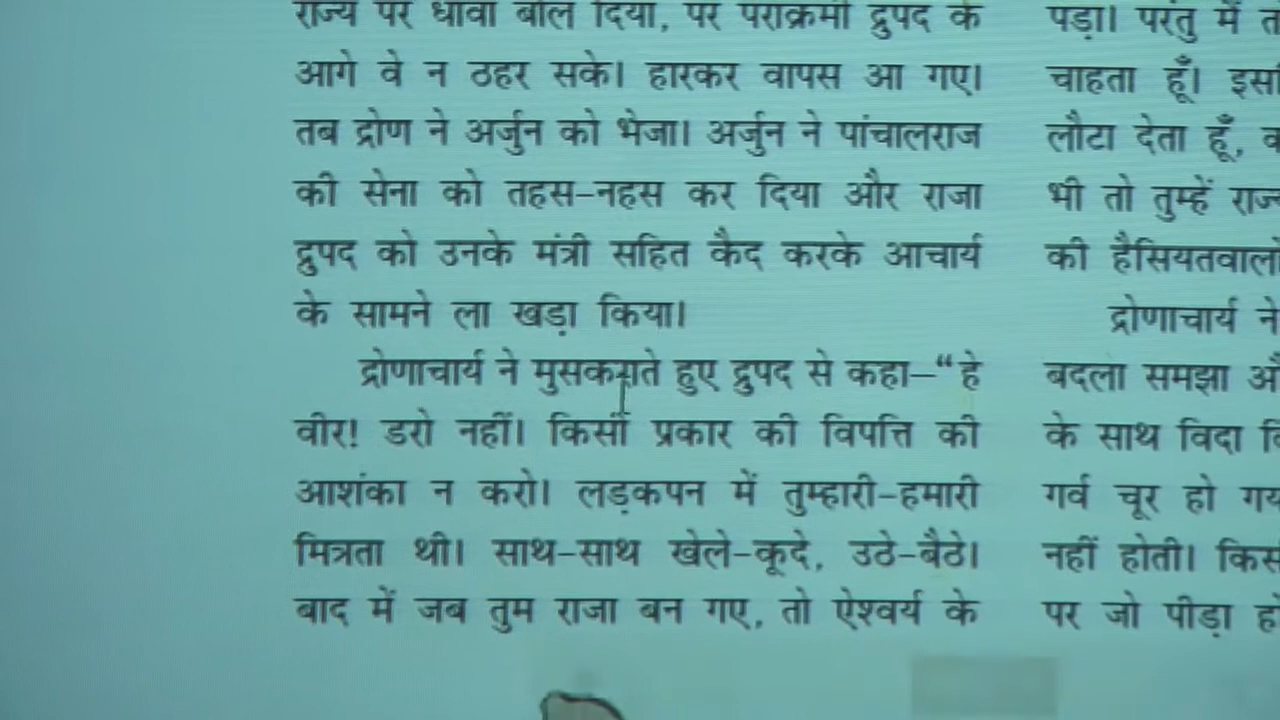 राज्य पर धावा बोल दिया, पर पराक्रमी द्रुपद के
आगे वे न ठहर सके। हारकर वापस आ गए।
तब द्रोण ने अर्जुन को भेजा। अर्जुन ने पांचालराज
की सेना को तहस-नहस कर दिया और राजा
द्रुपद को उनके मंत्री सहित कैद करके आचार्य
के सामने ला खड़ा किया।
द्रोणाचार्य ने मुसकराते हुए द्रुपद से कहा–“हे
वीर! डरो नहीं। किसी प्रकार की विपत्ति की
आशंका न करो। लड़कपन में तुम्हारी-हमारी
मित्रता थी। साथ-साथ खेले-कूदे, उठे-बैठे।
बाद में जब तुम राजा बन गए, तो ऐश्वर्य के
पड़ा। परंतु मैं
चाहता हूँ।
लौटा देता हूँ,
भी तो तुम्हें
की
द्रोणाचार्य ने
बदला समझा
के साथ विदा
गर्व चूर हो
नहीं होती।
पर जो पीड़ा